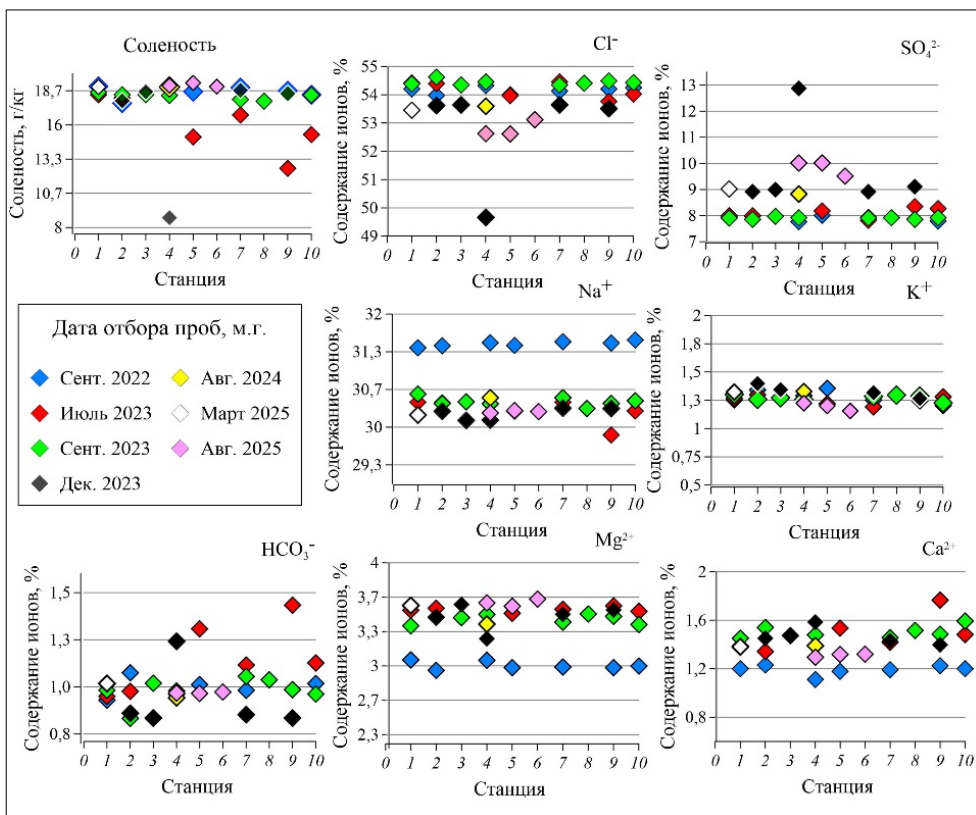 Соленость
Соленость, г/кг
18,7
16
13,3
10,7
8
0 1 2 3 4 5 6 7 8 9 10
Станция
Cl⁻
Содержание ионов, %
55
54
53
52
51
50
49
0 1 2 3 4 5 6 7 8 9 10
Станция
SO₄²⁻
Содержание ионов, %
13
12
11
10
9
8
7
0 1 2 3 4 5 6 7 8 9 10
Станция
Дата отбора проб, м.г.
Сент. 2022
Июль 2023
Сент. 2023
Дек. 2023
Авг. 2024
Март 2025
Авг. 2025
Na⁺
Содержание ионов, %
32
31,3
30,7
30
29,3
0 1 2 3 4 5 6 7 8 9 10
Станция
K⁺
Содержание ионов, %
2
1,8
1,5
1,3
1
0,75
0,5
0 1 2 3 4 5 6 7 8 9 10
Станция
HCO₃⁻
Содержание ионов, %
1,5
1,3
1,0
0,8
0 1 2 3 4 5 6 7 8 9 10
Станция
Mg²⁺
Содержание ионов, %
4
3,7
3,3
3
2,7
2,3
0 1 2 3 4 5 6 7 8 9 10
Станция
Ca²⁺
Содержание ионов, %
2
1,6
1,2
0,8
0 1 2 3 4 5 6 7 8 9 10
Станция